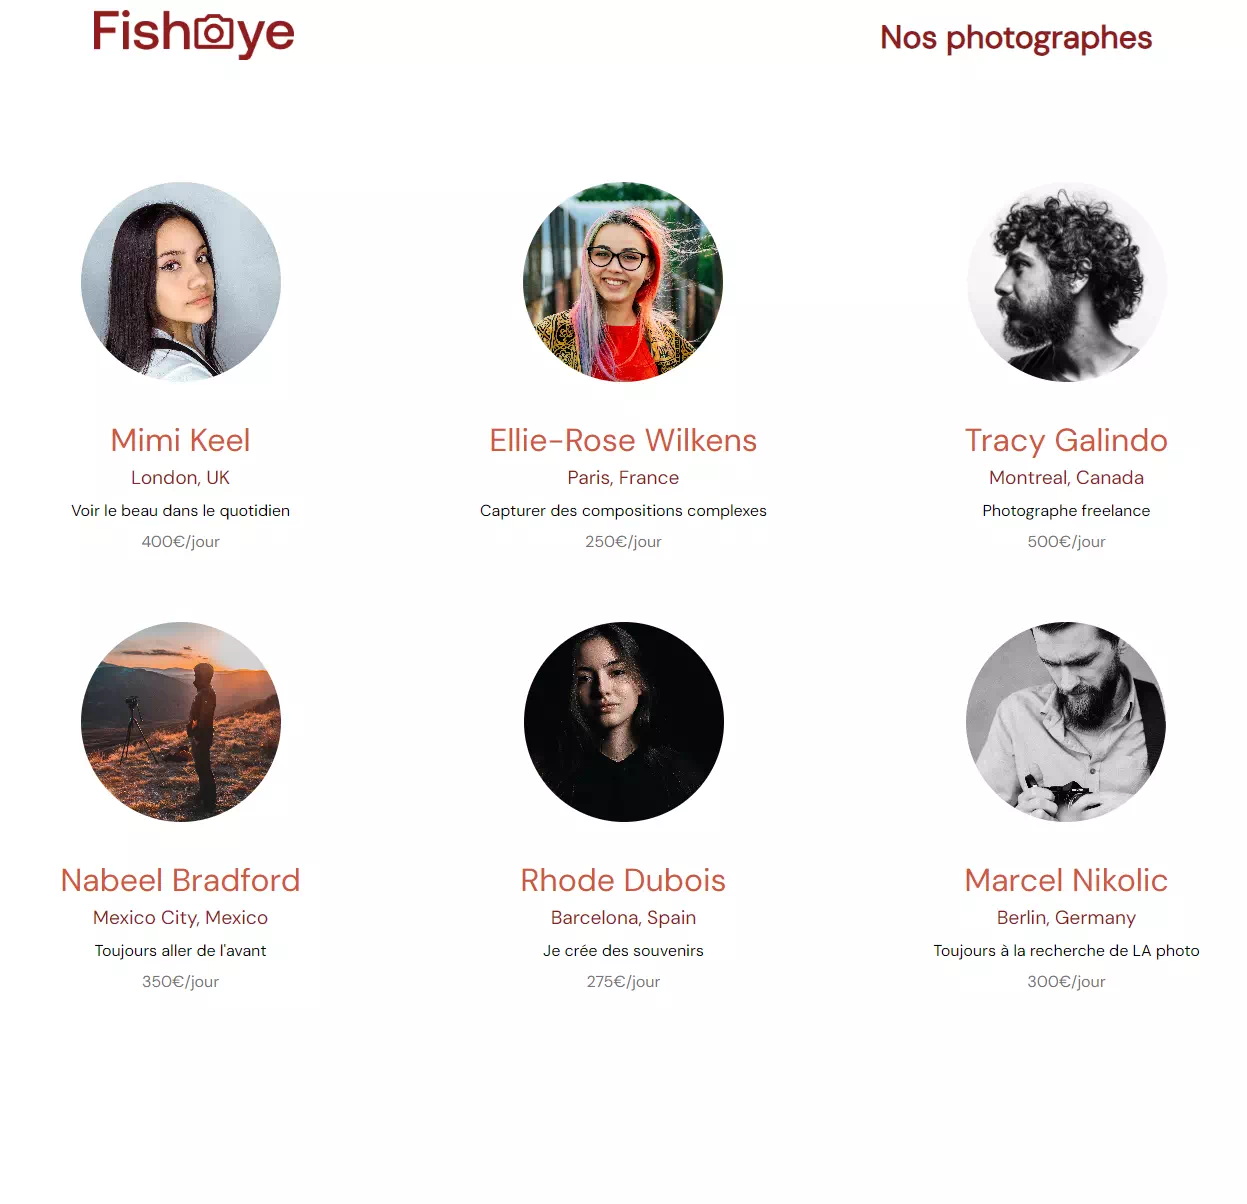 Fisheye
Nos photographes
Mimi Keel
London, UK
Voir le beau dans le quotidien
400€/jour
Ellie-Rose Wilkens
Paris, France
Capturer des compositions complexes
250€/jour
Tracy Galindo
Montreal, Canada
Photographe freelance
500€/jour
Nabeel Bradford
Mexico City, Mexico
Toujours aller de l'avant
350€/jour
Rhode Dubois
Barcelona, Spain
Je crée des souvenirs
275€/jour
Marcel Nikolic
Berlin, Germany
Toujours à la recherche de LA photo
300€/jour